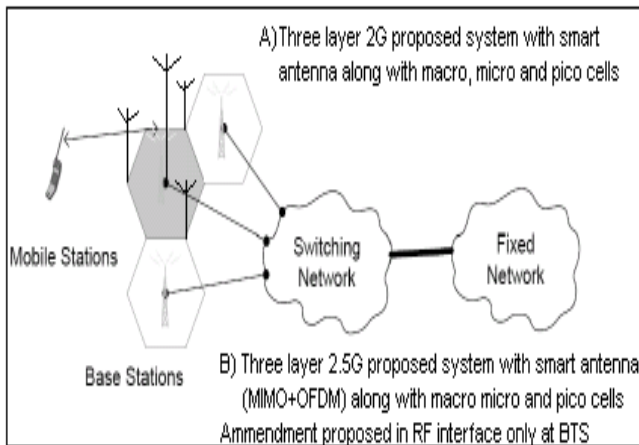 A) Three layer 2G proposed system with smart
antenna along with macro, micro and pico cells
Mobile Stations
Switching
Network
Fixed
Network
Base Stations
B) Three layer 2.5G proposed system with smart antenna
(MIMO+OFDM) along with macro micro and pico cells
Ammendment proposed in RF interface only at BTS